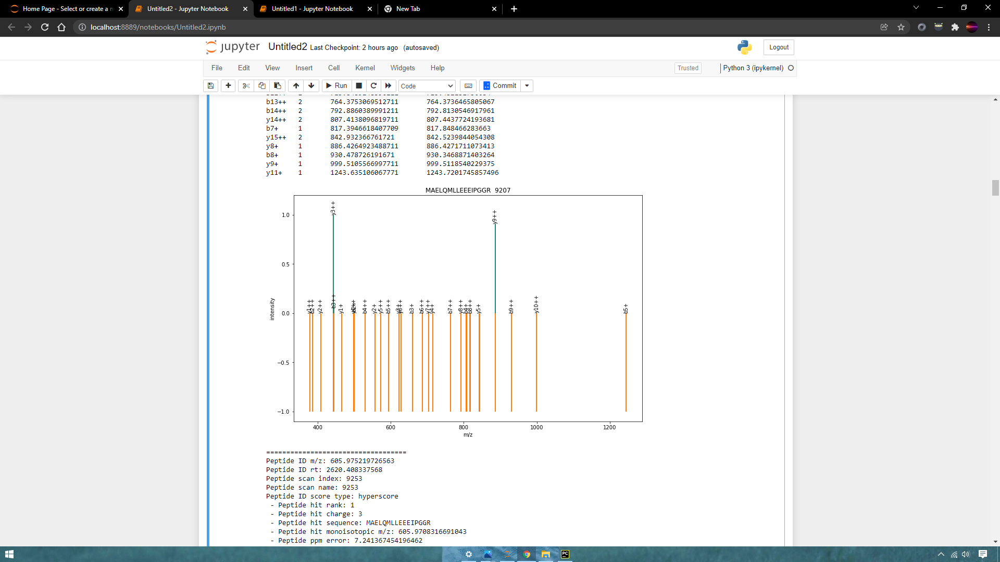 Home Page - Select or create a n
Untitled2 - Jupyter Notebook
Untitled1 - Jupyter Notebook
New Tab
localhost:8889/notebooks/Untitled2.ipynb
jupyter Untitled2 Last Checkpoint: 2 hours ago (autosaved)
Logout
File Edit View Insert Cell Kernel Widgets Help
Trusted
Python 3 (ipykernel)
Run
Code
Commit
b13++ 2 764.3753069512711 764.3736465805067
b14++ 2 792.8860389991211 792.8130546917961
y14++ 2 807.4138096819711 807.4437724193681
b7+ 1 817.3946618407709 817.848466283663
y15++ 2 842.932366761721 842.5239844054308
y8+ 1 886.4264923488711 886.4271711073413
b8+ 1 930.478726191671 930.3468871403264
y9+ 1 999.5105566997711 999.5118540229375
y11+ 1 1243.635106067771 1243.7201745857496
MAELQMLLEEEIPGGR 9207
y3++
y9++
1.0
0.5
0.0
−0.5
−1.0
intensity
y1++
b2++
y2++
b3++
y1+
b4++
y2+
y5++
b5++
b3+
b6++
y7++
y4+
b7++
y8++
b8++
y5+
b9++
y10++
b5+
400 600 800 1000 1200
m/z
===================================
Peptide ID m/z: 605.975219726563
Peptide ID rt: 2620.408337568
Peptide scan index: 9253
Peptide scan name: 9253
Peptide ID score type: hyperscore
- Peptide hit rank: 1
- Peptide hit charge: 3
- Peptide hit sequence: MAELQMLLEEEIPGGR
- Peptide hit monoisotopic m/z: 605.9708316691043
- Peptide ppm error: 7.241367454196462
PC